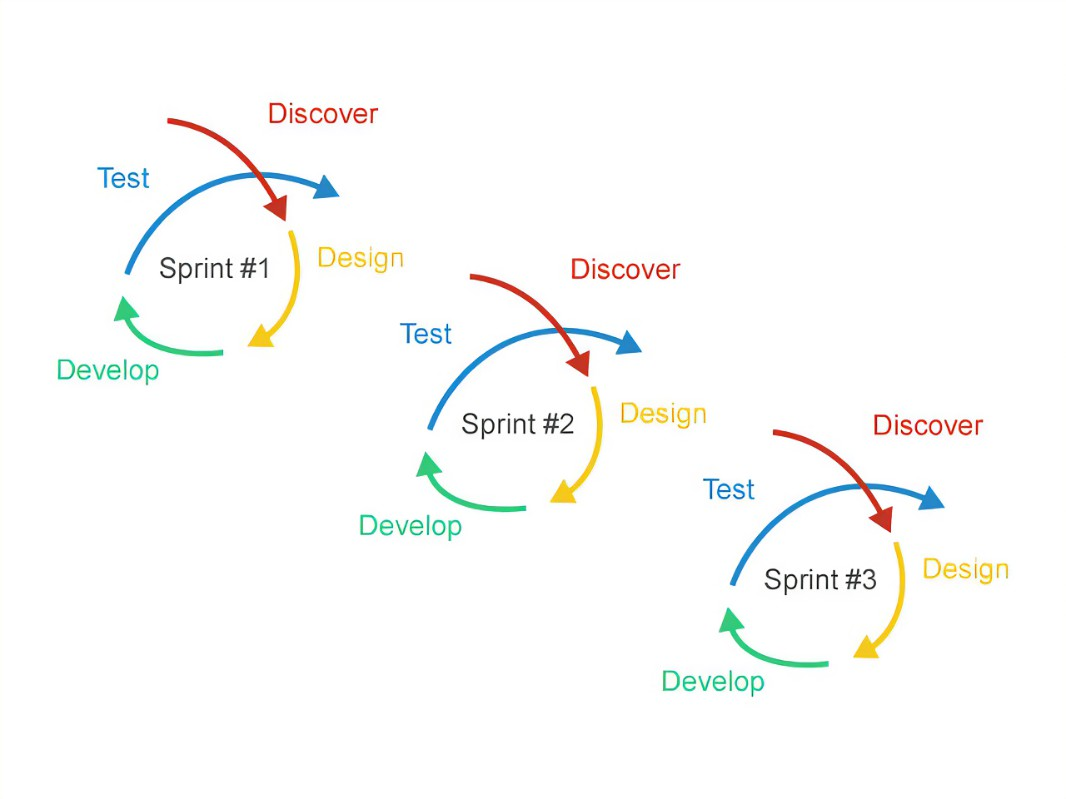 Discover
Test
Sprint #1
Design
Develop
Discover
Test
Sprint #2
Design
Develop
Discover
Test
Sprint #3
Design
Develop